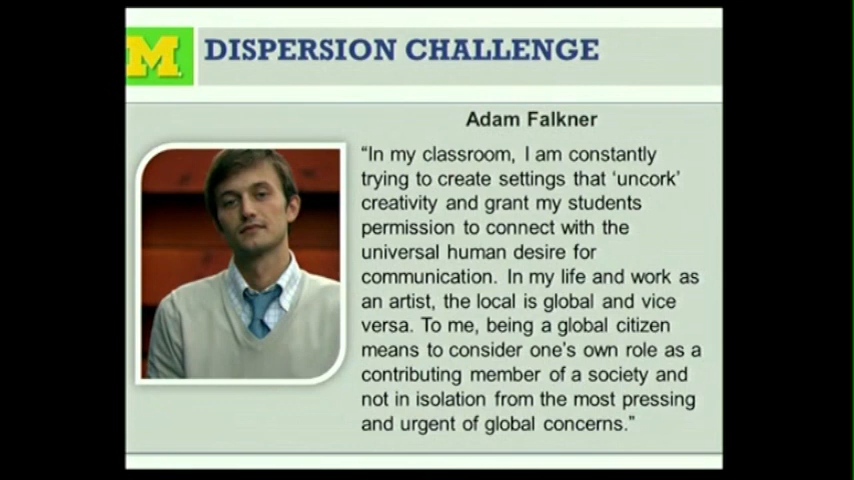 M DISPERSION CHALLENGE
Adam Falkner
“In my classroom, I am constantly
trying to create settings that ‘uncork’
creativity and grant my students
permission to connect with the
universal human desire for
communication. In my life and work as
an artist, the local is global and vice
versa. To me, being a global citizen
means to consider one’s own role as a
contributing member of a society and
not in isolation from the most pressing
and urgent of global concerns.”